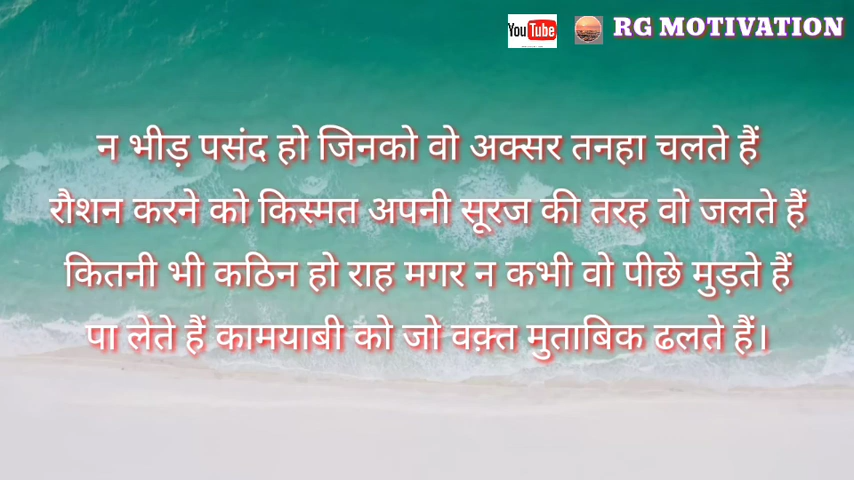 YouTube RG MOTIVATION
न भीड़ पसंद हो जिनको वो अक्सर तनहा चलते हैं
रौशन करने को किस्मत अपनी सूरज की तरह वो जलते हैं
कितनी भी कठिन हो राह मगर न कभी वो पीछे मुड़ते हैं
पा लेते हैं कामयाबी को जो वक़्त मुताबिक ढलते हैं।